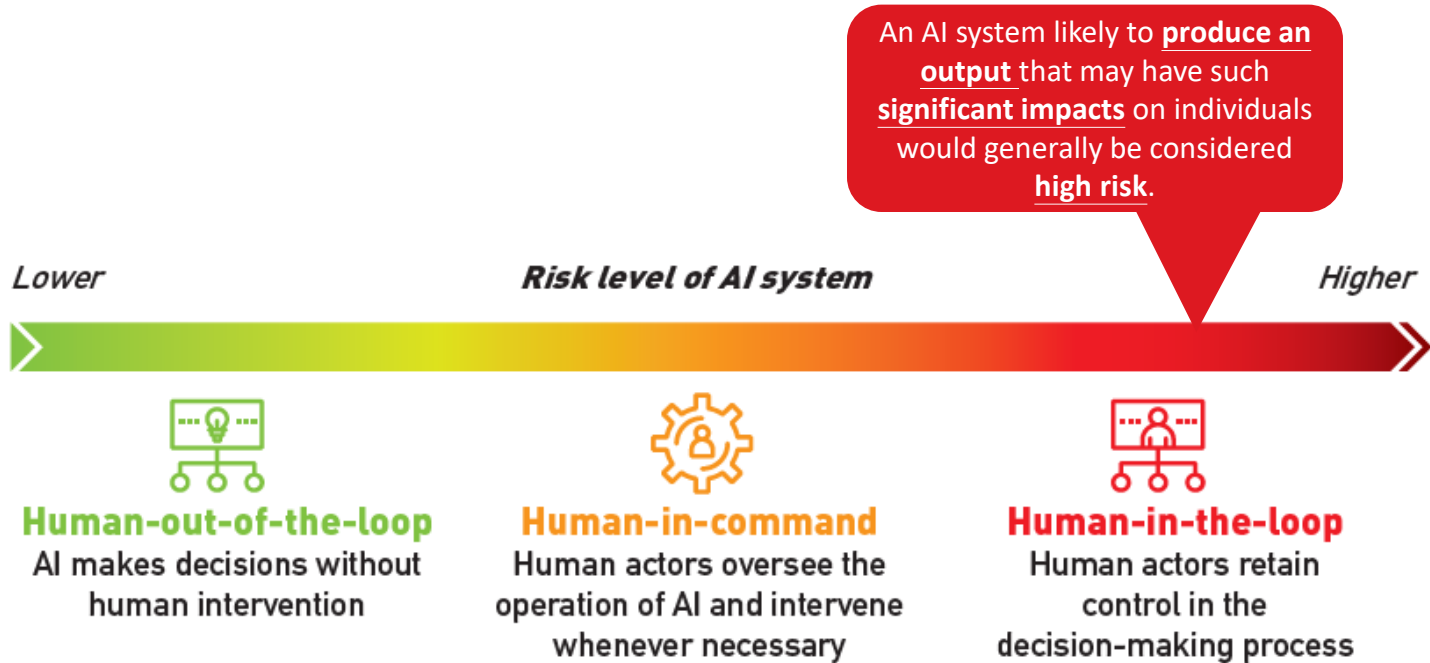 An AI system likely to produce an
output that may have such
significant impacts on individuals
would generally be considered
high risk.
Lower
Risk level of AI system
Higher
Human-out-of-the-loop
AI makes decisions without
human intervention
Human-in-command
Human actors oversee the
operation of AI and intervene
whenever necessary
Human-in-the-loop
Human actors retain
control in the
decision-making process